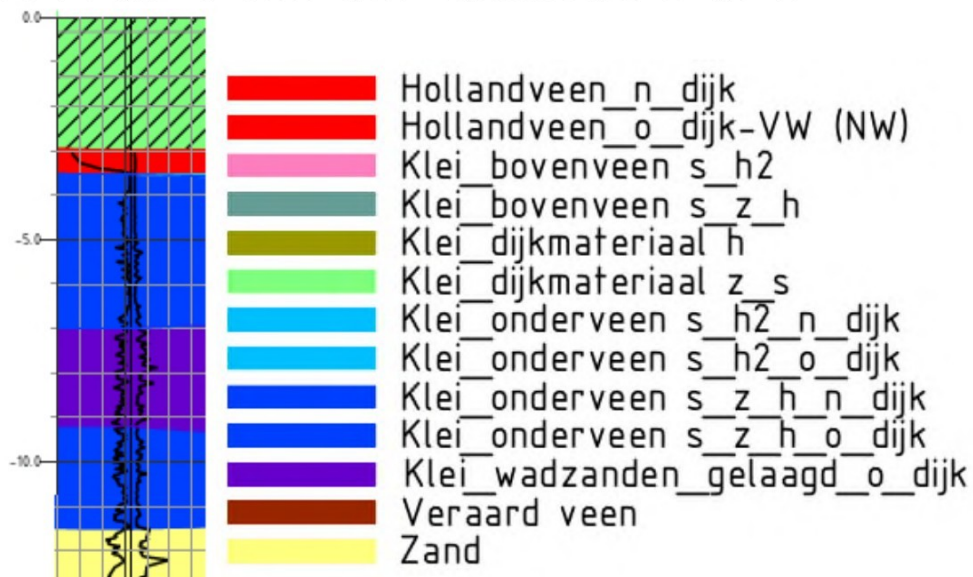 0.0
-5.0
-10.0
Hollandveen_n_dijk
Hollandveen_o_dijk-VW (NW)
Klei_bovenveen s_h2
Klei_bovenveen s_z_h
Klei_dijkmateriaal h
Klei_dijkmateriaal z_s
Klei_onderveen s_h2_n_dijk
Klei_onderveen s_h2_o_dijk
Klei_onderveen s_z_h_n_dijk
Klei_onderveen s_z_h_o_dijk
Klei_wadzanden_gelaagd_o_dijk
Veraard veen
Zand